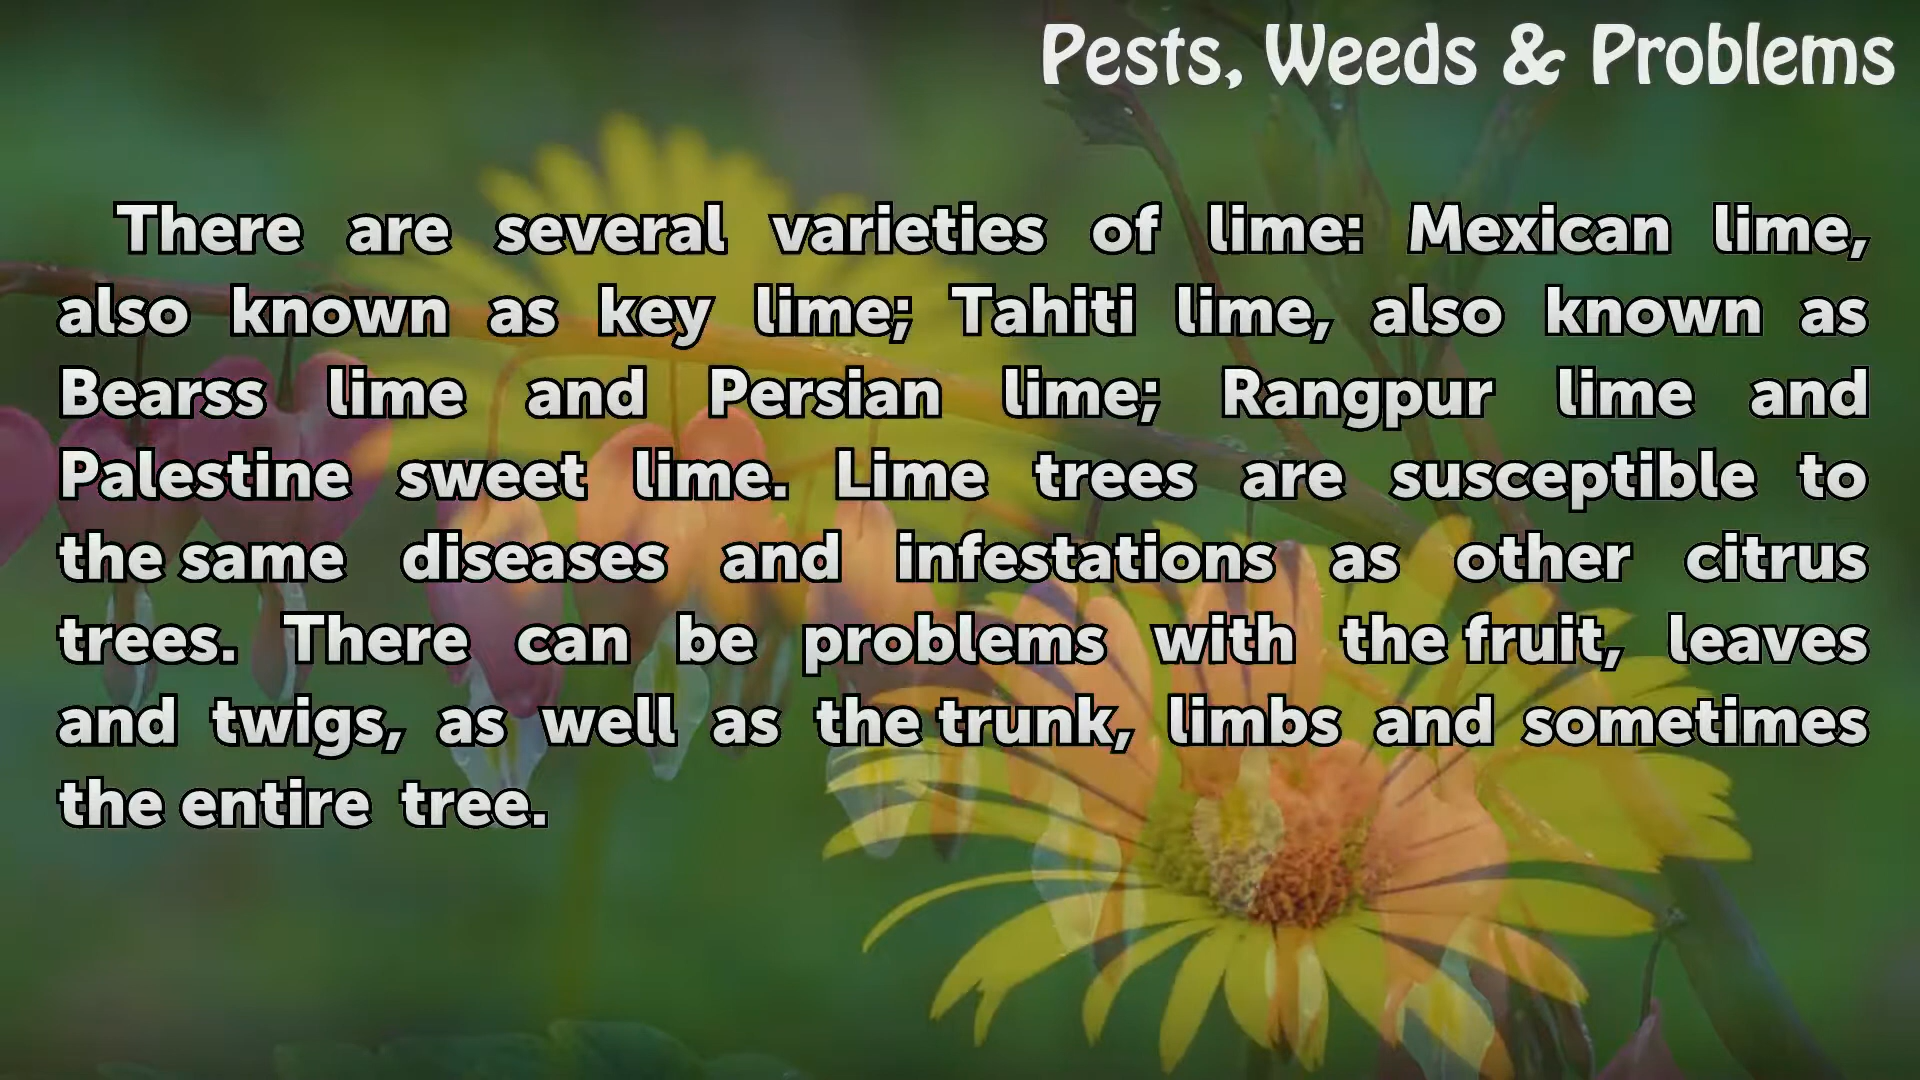 Pests, Weeds & Problems
There are several varieties of lime: Mexican lime,
also known as key lime; Tahiti lime, also known as
Bearss lime and Persian lime; Rangpur lime and
Palestine sweet lime. Lime trees are susceptible to
the same diseases and infestations as other citrus
trees. There can be problems with the fruit, leaves
and twigs, as well as the trunk, limbs and sometimes
the entire tree.